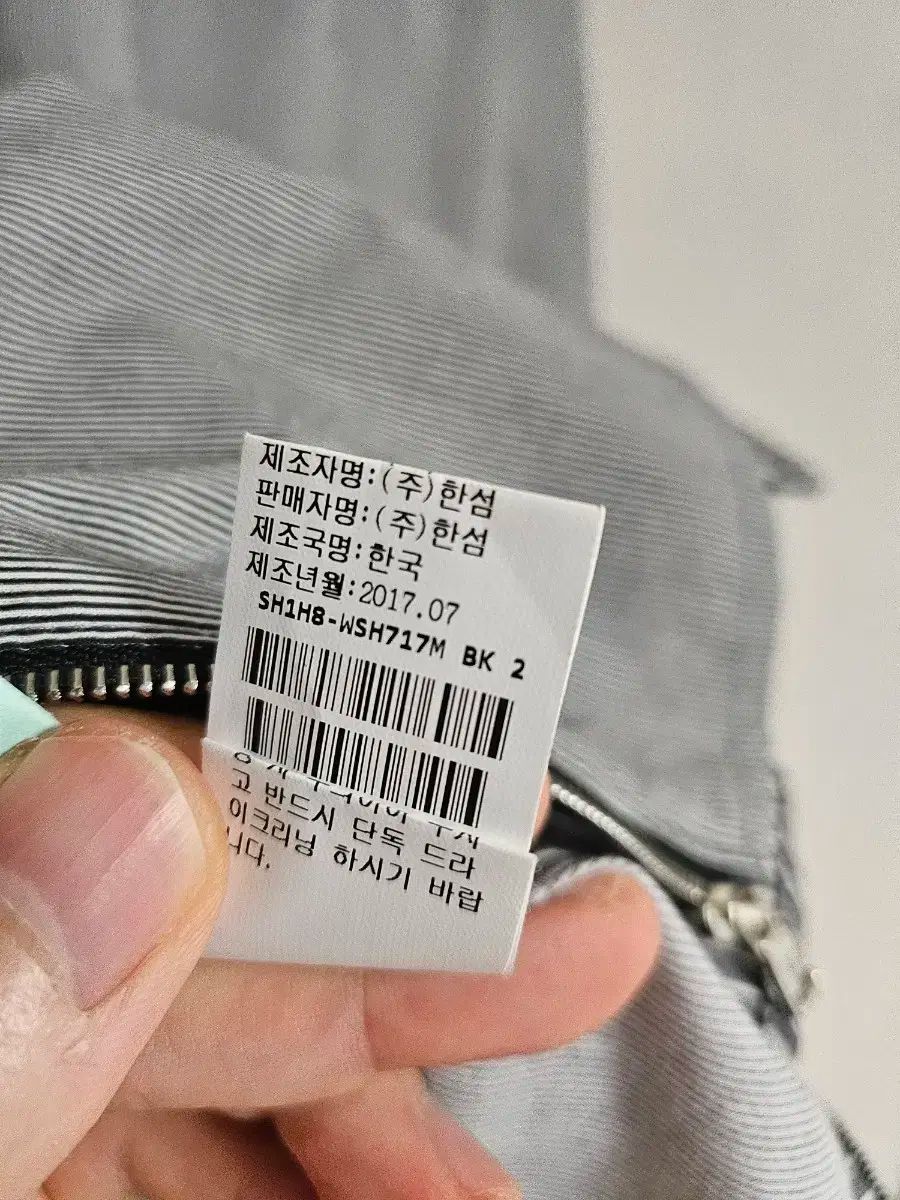 제조자명:(주)한섬
판매자명:(주)한섬
제조국명:한국
제조년월:2017.07
SH1H8-WSH717M BK 2
고 반드시 단독 드라
이크리닝 하시기 바랍
니다.